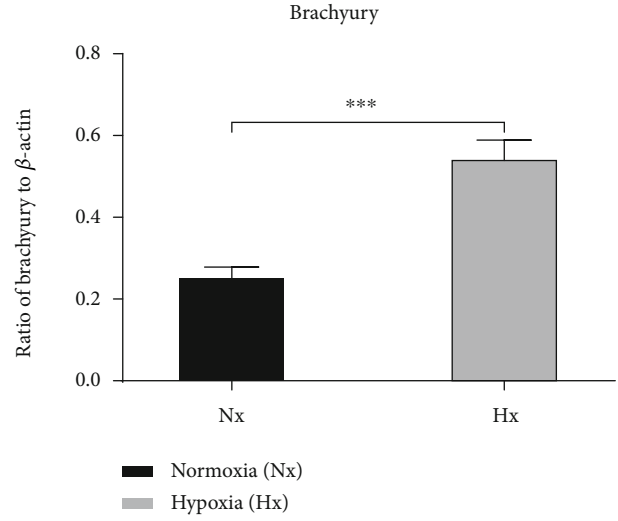 Brachyury
Ratio of brachyury to β-actin
0.8
0.6
0.4
0.2
0.0
***
Nx
Hx
Normoxia (Nx)
Hypoxia (Hx)